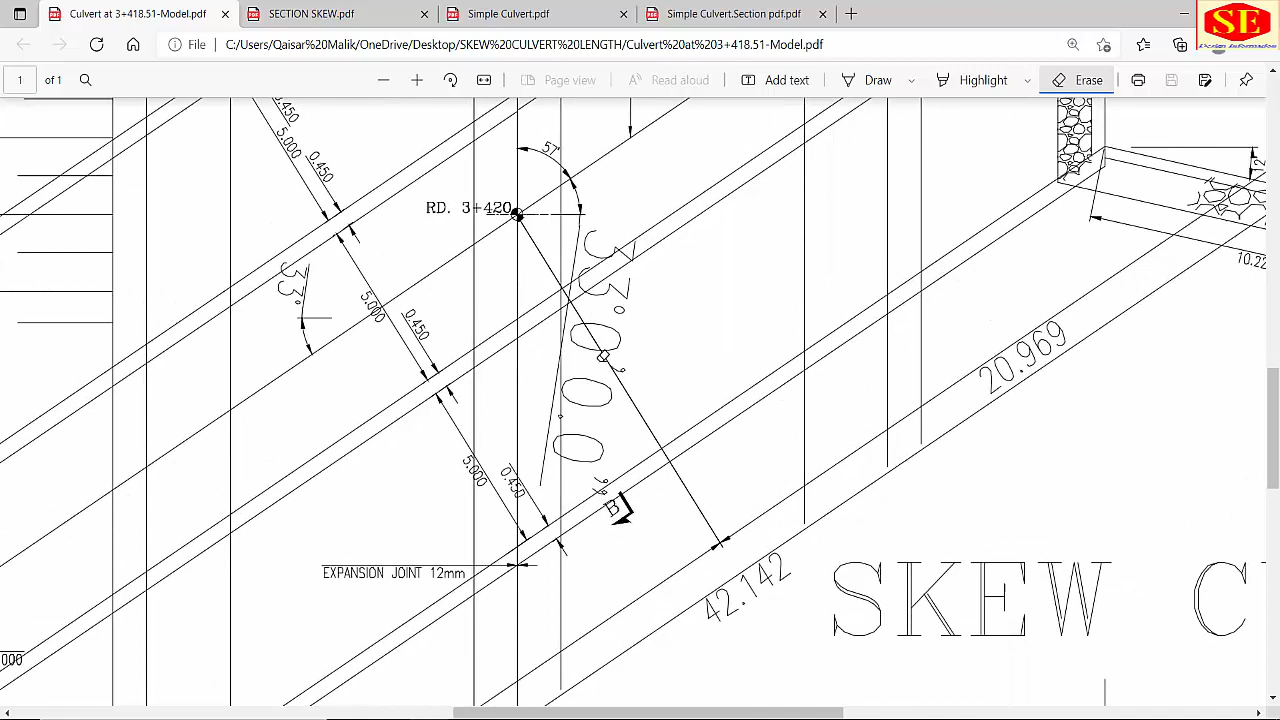 Culvert at 3+418.51-Model.pdf
SECTION SKEW.pdf
Simple Culvert.pdf
Simple Culvert.Section pdf.pdf
SE
File
C:/Users/Qaisar%20Malik/OneDrive/Desktop/SKEW%20CULVERT%20LENGTH/Culvert%20at%203+418.51-Model.pdf
1
of 1
Page view
Read aloud
Add text
Draw
Highlight
Erase
0.450
5.000
0.450
57°
RD. 3+420
33°
33°0'0.0"
5.000
0.450
10.22
20.969
5.000
0.450
B
EXPANSION JOINT 12mm
42.142
SKEW C
000